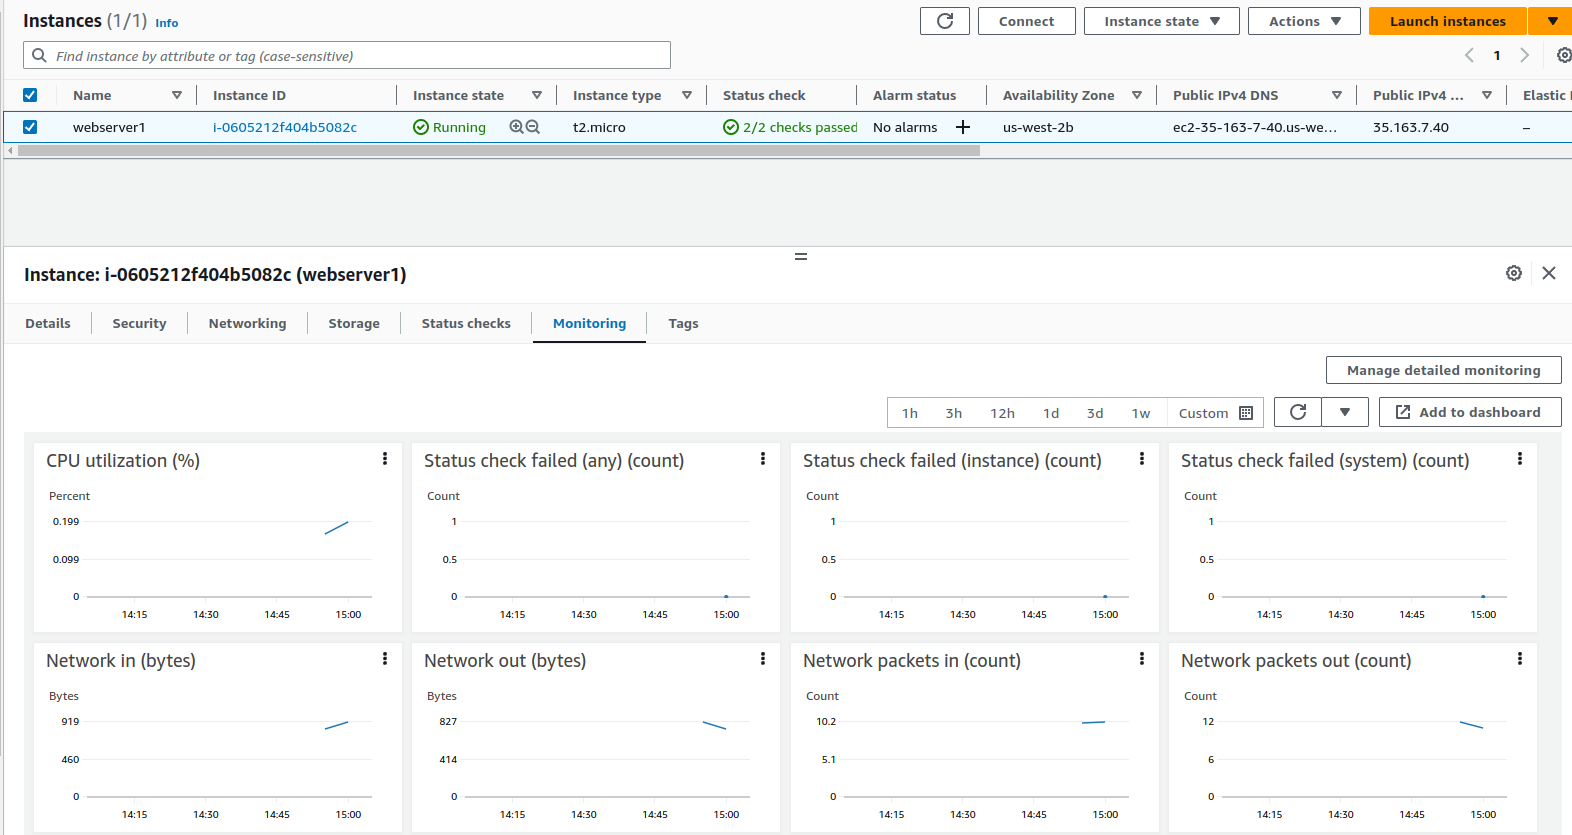 Instances (1/1) Info
Connect Instance state Actions Launch instances
Find instance by attribute or tag (case-sensitive)
1
Name Instance ID Instance state Instance type Status check Alarm status Availability Zone Public IPv4 DNS Public IPv4 ... Elastic
webserver1 i-0605212f404b5082c Running t2.micro 2/2 checks passed No alarms + us-west-2b ec2-35-163-7-40.us-we... 35.163.7.40 –
Instance: i-0605212f404b5082c (webserver1)
Details Security Networking Storage Status checks Monitoring Tags
Manage detailed monitoring
1h 3h 12h 1d 3d 1w Custom Add to dashboard
CPU utilization (%)
Percent
0.199
0.099
0
14:15 14:30 14:45 15:00
Status check failed (any) (count)
Count
1
0.5
0
14:15 14:30 14:45 15:00
Status check failed (instance) (count)
Count
1
0.5
0
14:15 14:30 14:45 15:00
Status check failed (system) (count)
Count
1
0.5
0
14:15 14:30 14:45 15:00
Network in (bytes)
Bytes
919
460
0
14:15 14:30 14:45 15:00
Network out (bytes)
Bytes
827
414
0
14:15 14:30 14:45 15:00
Network packets in (count)
Count
10.2
5.1
0
14:15 14:30 14:45 15:00
Network packets out (count)
Count
12
6
0
14:15 14:30 14:45 15:00